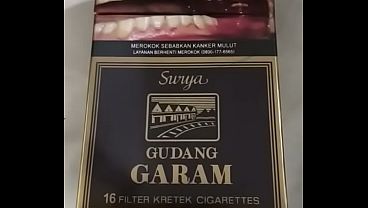 MEROKOK SEBABKAN KANKER MULUT
LAYANAN BERHENTI MEROKOK (0800-177-6565)
Surya
GUDANG
GARAM
16 FILTER KRETEK CIGARETTES